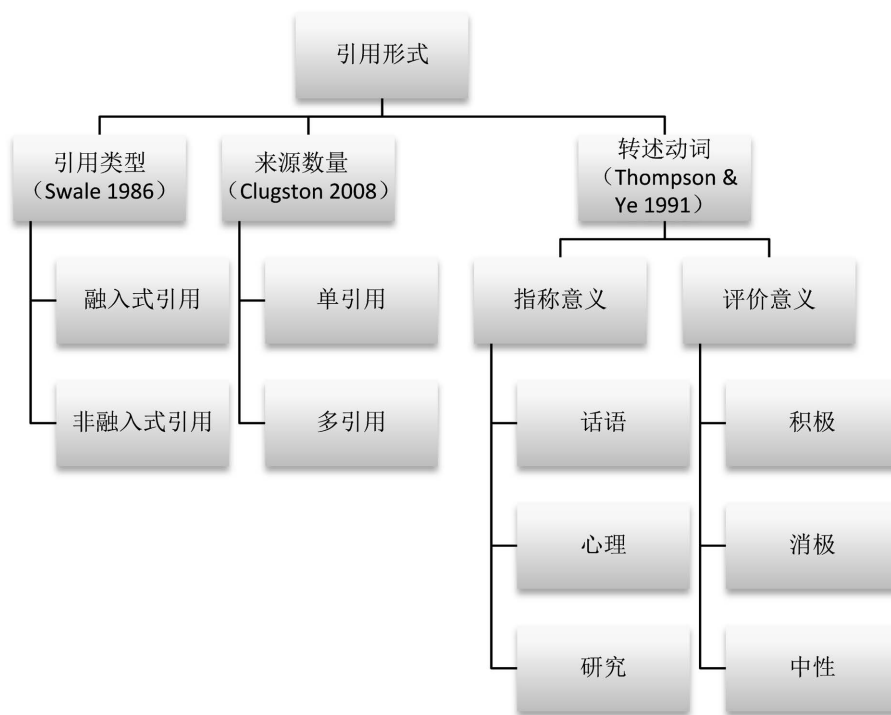 引用形式
引用类型
（Swale 1986）
来源数量
（Clugston 2008）
转述动词
（Thompson &
Ye 1991）
融入式引用
单引用
指称意义
评价意义
非融入式引用
多引用
话语
积极
心理
消极
研究
中性